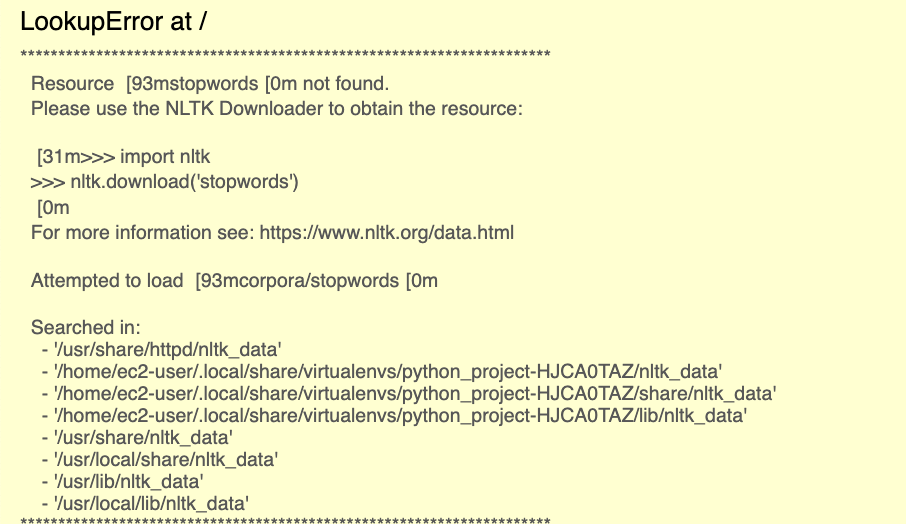 LookupError at /
**********************************************************************
Resource [93mstopwords [0m not found.
Please use the NLTK Downloader to obtain the resource:
[31m>>> import nltk
>>> nltk.download('stopwords')
[0m
For more information see: https://www.nltk.org/data.html
Attempted to load [93mcorpora/stopwords [0m
Searched in:
- '/usr/share/httpd/nltk_data'
- '/home/ec2-user/.local/share/virtualenvs/python_project-HJCA0TAZ/nltk_data'
- '/home/ec2-user/.local/share/virtualenvs/python_project-HJCA0TAZ/share/nltk_data'
- '/home/ec2-user/.local/share/virtualenvs/python_project-HJCA0TAZ/lib/nltk_data'
- '/usr/share/nltk_data'
- '/usr/local/share/nltk_data'
- '/usr/lib/nltk_data'
- '/usr/local/lib/nltk_data'
**********************************************************************